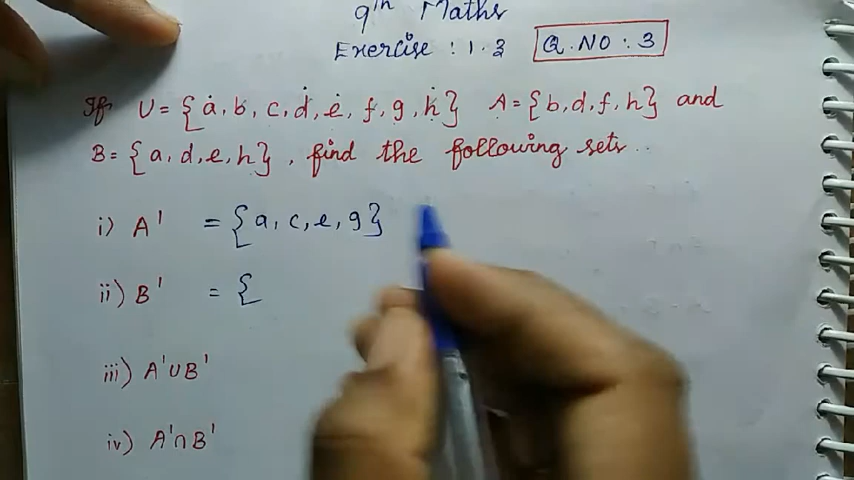 9th Maths
Exercise : 1.3 Q.NO : 3
If U = {a, b, c, d, e, f, g, h} A = {b, d, f, h} and
B = {a, d, e, h}, find the following sets..
i) A' = {a, c, e, g}
ii) B' = {
iii) A'∪B'
iv) A'∩B'